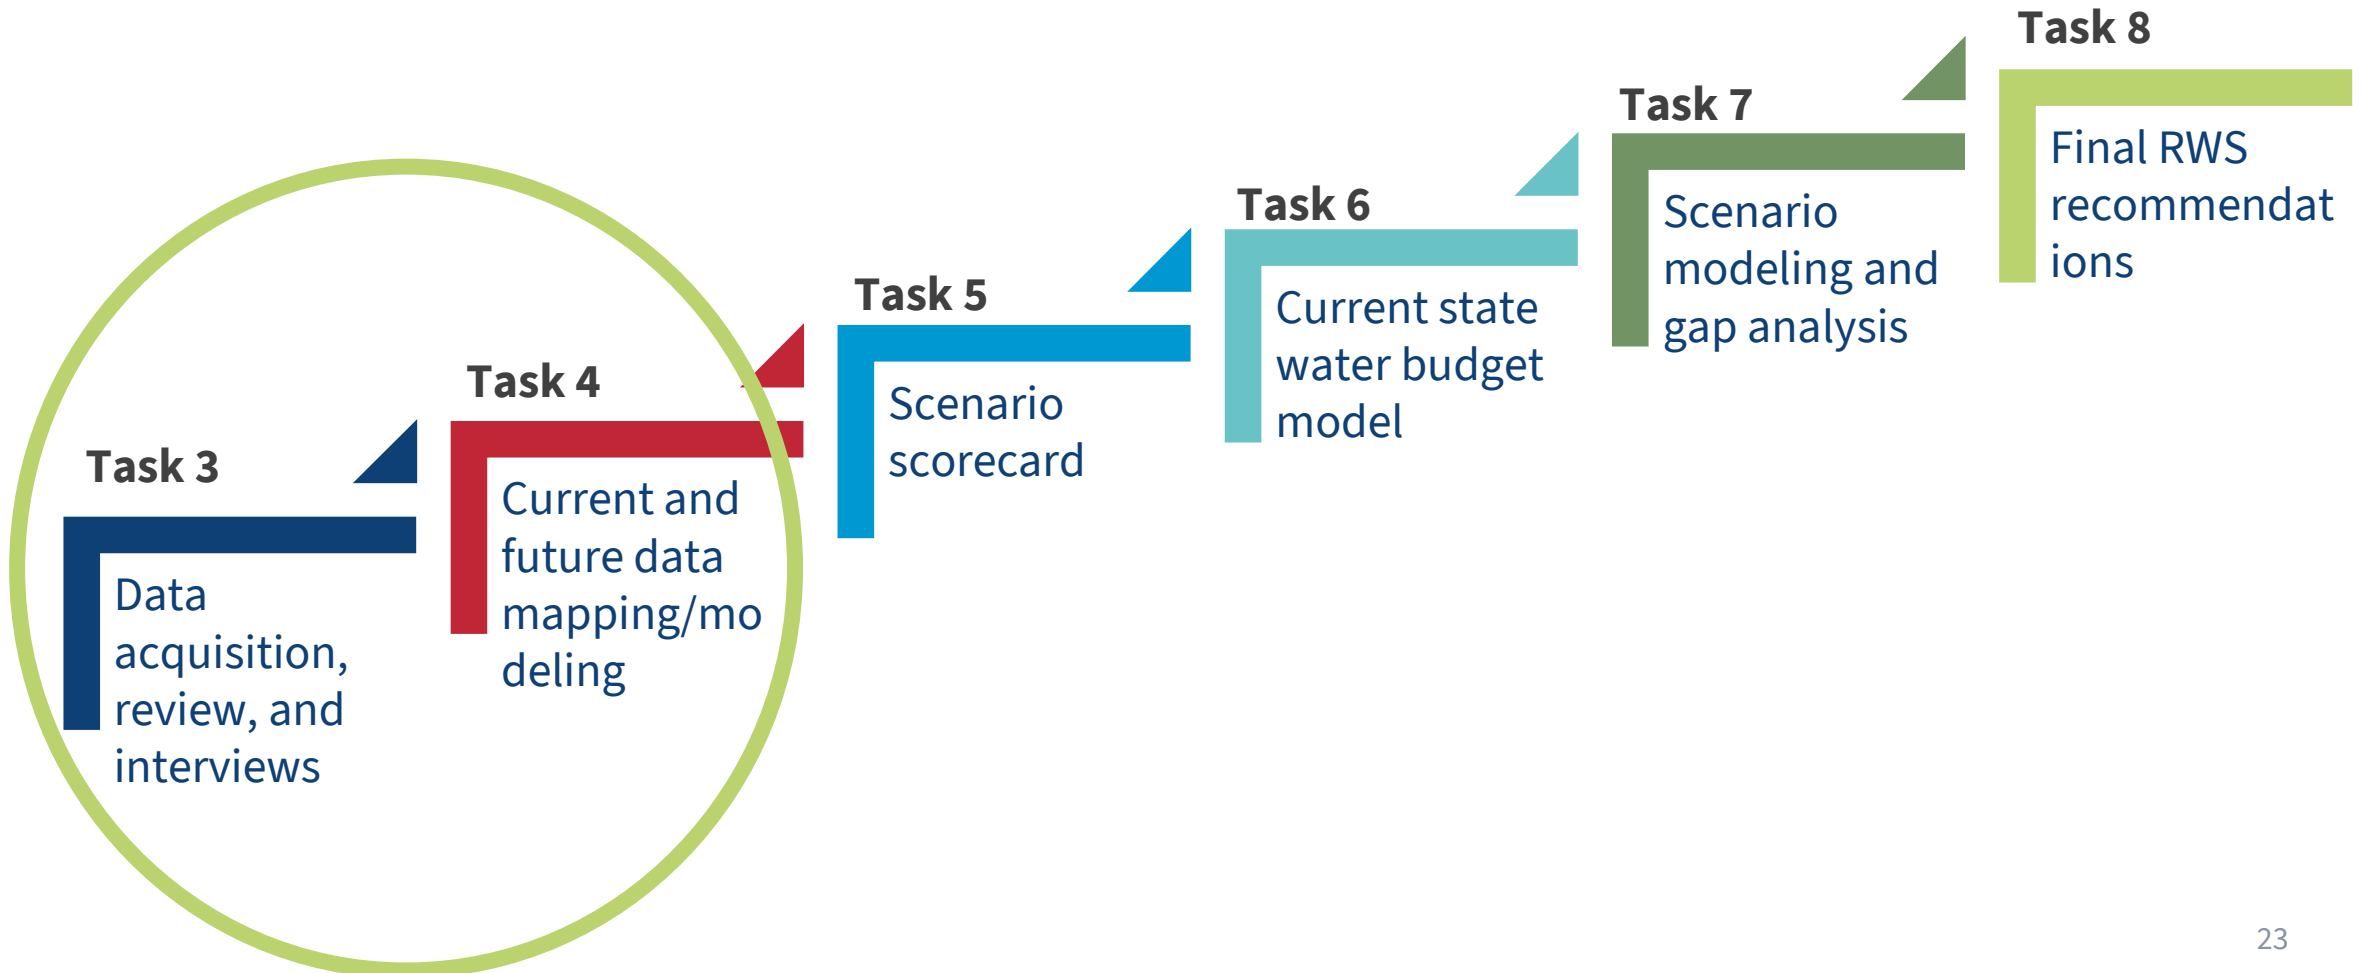 Task 3
Data
acquisition,
review, and
interviews
Task 4
Current and
future data
mapping/mo
deling
Task 5
Scenario
scorecard
Task 6
Current state
water budget
model
Task 7
Scenario
modeling and
gap analysis
Task 8
Final RWS
recommendat
ions
23